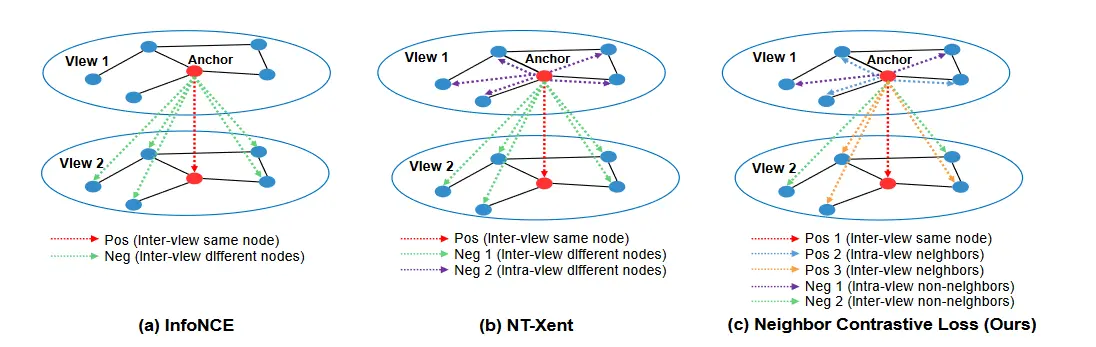 View 1
Anchor
View 2
Pos (Inter-view same node)
Neg (Inter-view different nodes)
(a) InfoNCE
View 1
Anchor
View 2
Pos (Inter-view same node)
Neg 1 (Inter-view different nodes)
Neg 2 (Intra-view different nodes)
(b) NT-Xent
View 1
Anchor
View 2
Pos 1 (Inter-view same node)
Pos 2 (Intra-view neighbors)
Pos 3 (Inter-view neighbors)
Neg 1 (Intra-view non-neighbors)
Neg 2 (Inter-view non-neighbors)
(c) Neighbor Contrastive Loss (Ours)